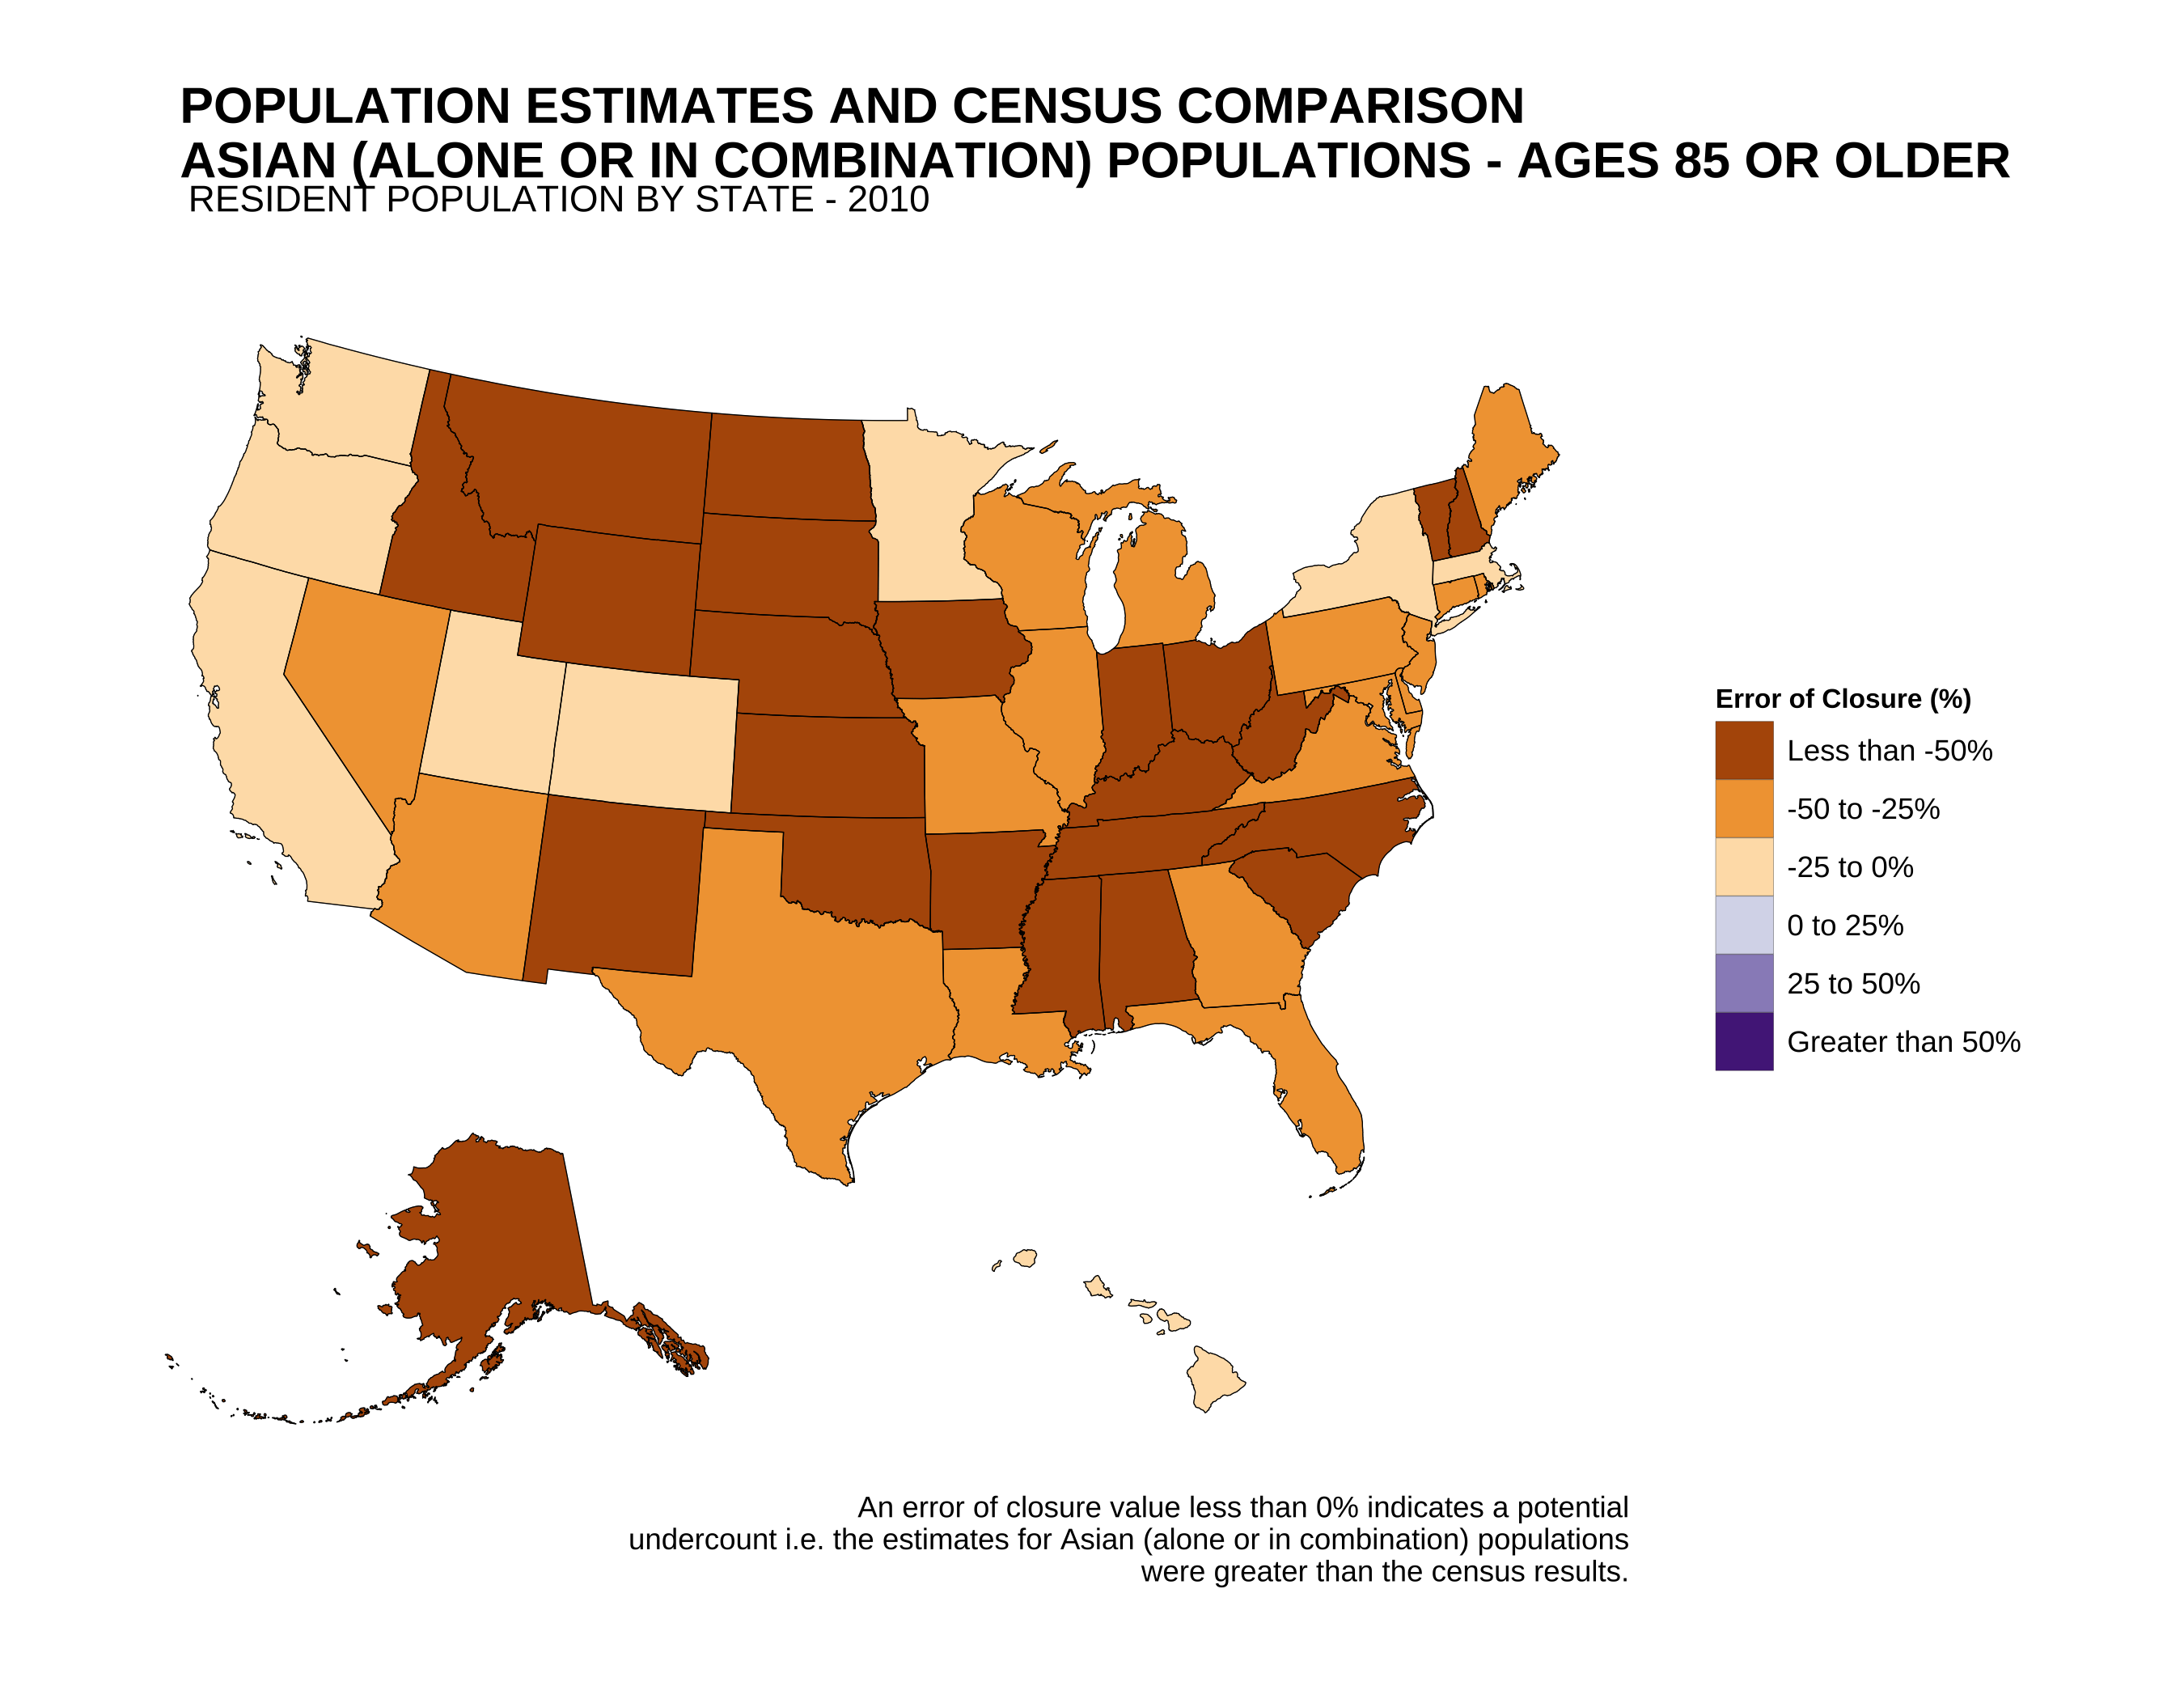 POPULATION ESTIMATES AND CENSUS COMPARISON
ASIAN (ALONE OR IN COMBINATION) POPULATIONS - AGES 85 OR OLDER
RESIDENT POPULATION BY STATE - 2010
Error of Closure (%)
Less than -50%
-50 to -25%
-25 to 0%
0 to 25%
25 to 50%
Greater than 50%
An error of closure value less than 0% indicates a potential
undercount i.e. the estimates for Asian (alone or in combination) populations
were greater than the census results.